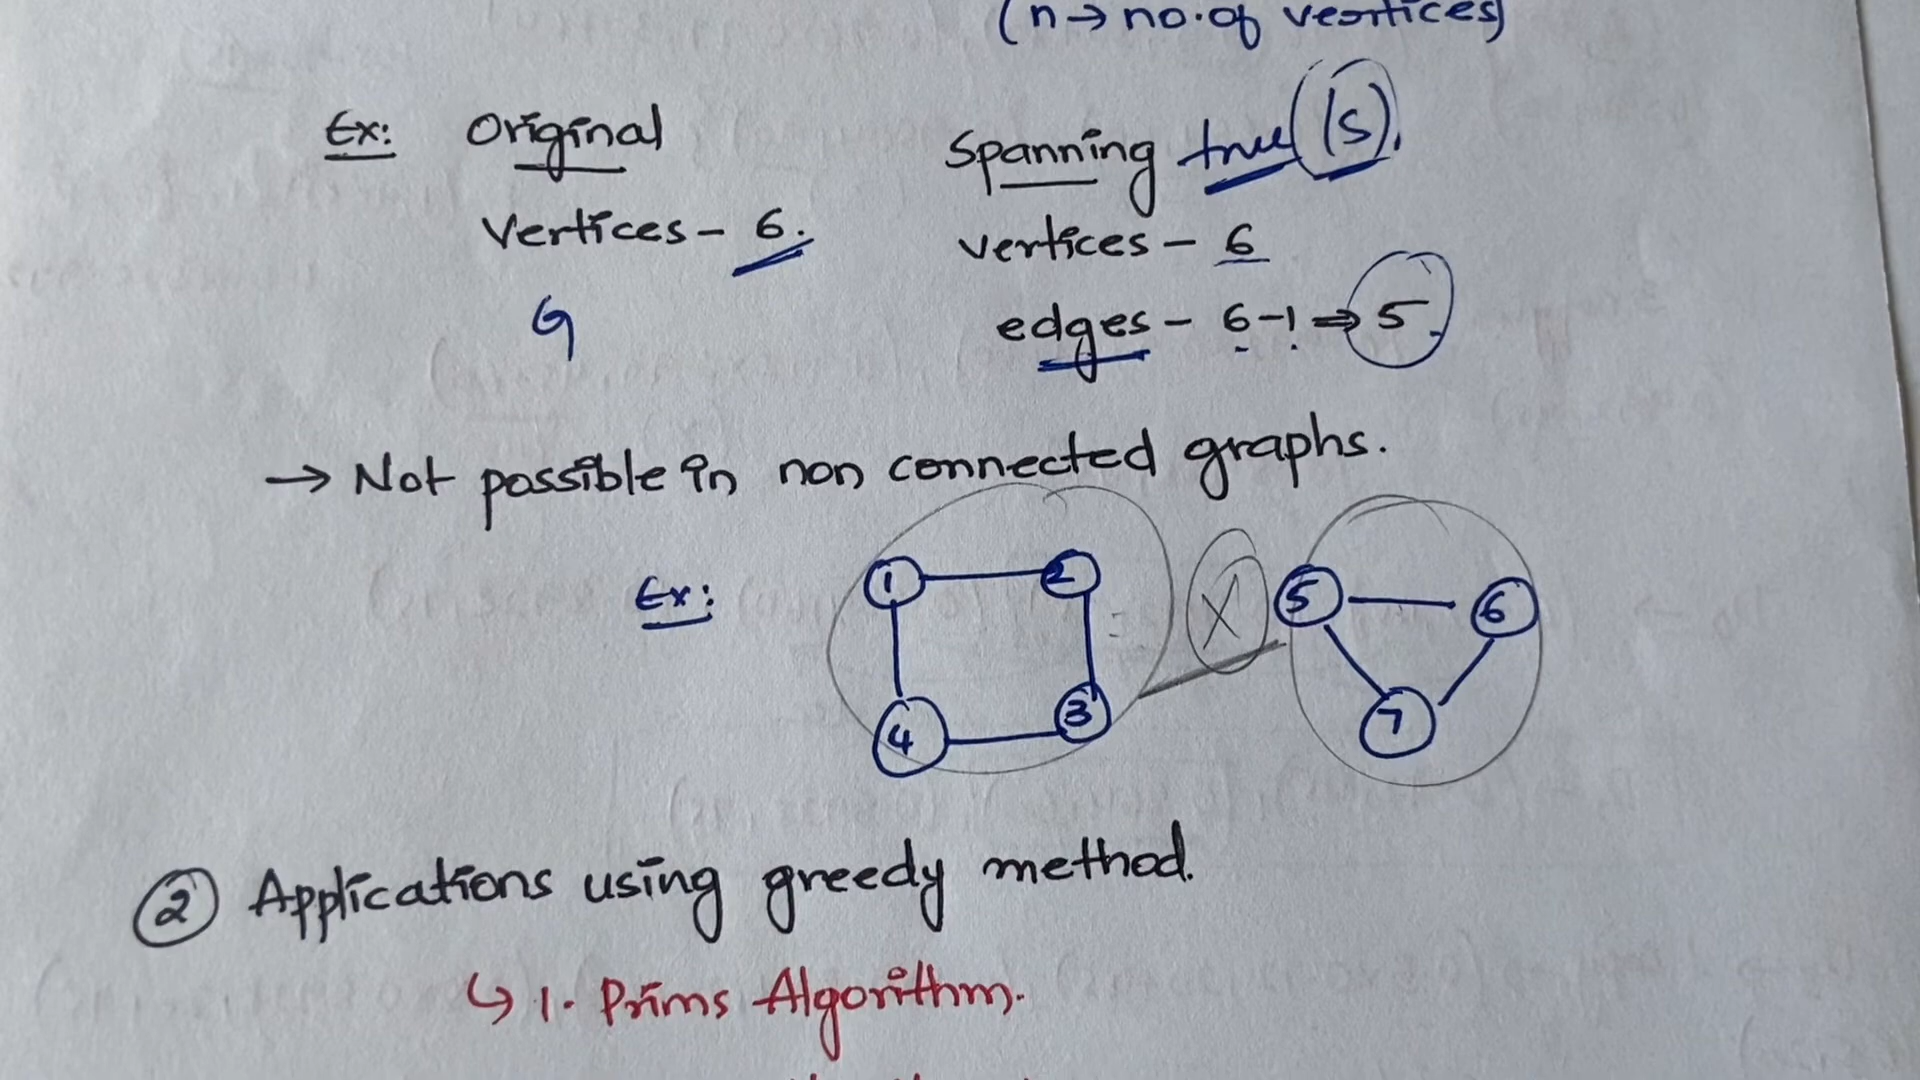 (n → no.of vertices)
Ex: Original
Spanning tree (S).
Vertices - 6.
vertices - 6
G
edges - 6-1 ⇒ 5.
→ Not possible in non connected graphs.
Ex:
1 2
X
5 6
4 3
7
② Applications using greedy method.
↳ 1. Prims Algorithm.